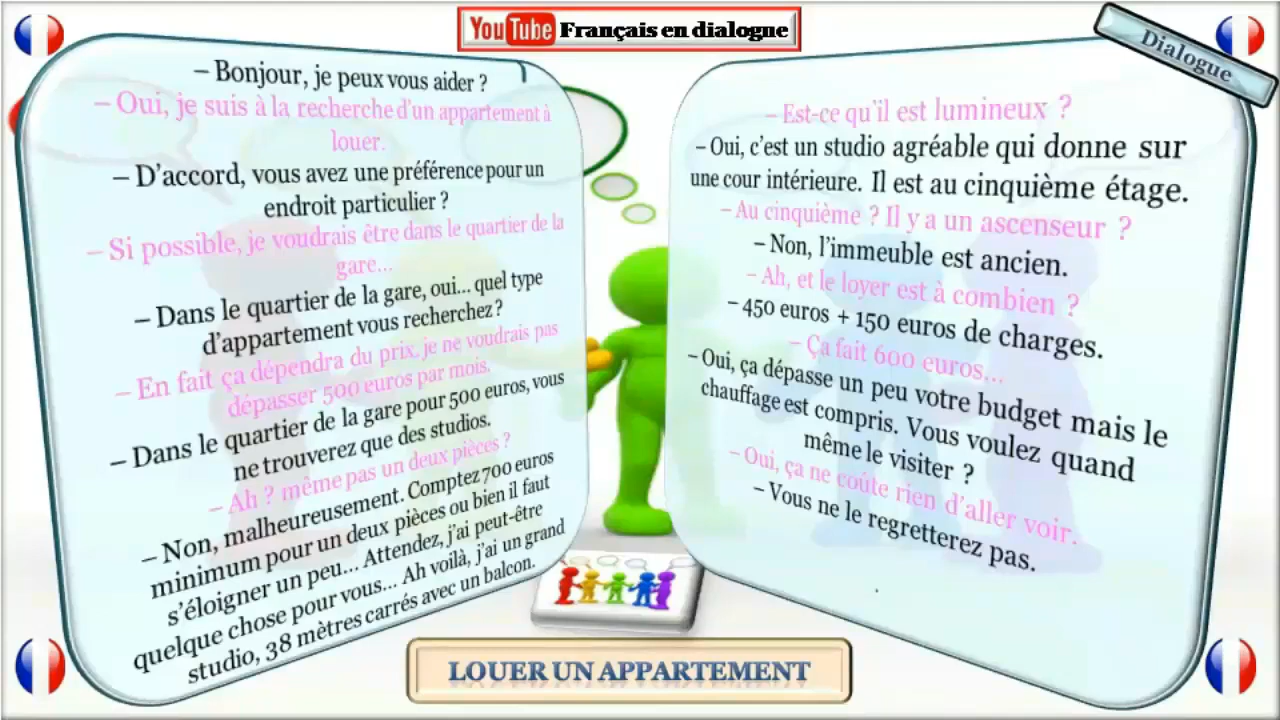 YouTube Français en dialogue
Dialogue
– Bonjour, je peux vous aider ?
– Oui, je suis à la recherche d'un appartement à
louer.
– D'accord, vous avez une préférence pour un
endroit particulier ?
– Si possible, je voudrais être dans le quartier de la
gare...
– Dans le quartier de la gare, oui... quel type
d'appartement vous recherchez ?
– En fait ça dépendra du prix. je ne voudrais pas
dépasser 500 euros par mois.
– Dans le quartier de la gare pour 500 euros, vous
ne trouverez que des studios.
– Ah ? même pas un deux pièces ?
– Non, malheureusement. Comptez 700 euros
minimum pour un deux pièces ou bien il faut
s'éloigner un peu... Attendez, j'ai peut-être
quelque chose pour vous... Ah voilà, j'ai un grand
studio, 38 mètres carrés avec un balcon.
– Est-ce qu'il est lumineux ?
– Oui, c'est un studio agréable qui donne sur
une cour intérieure. Il est au cinquième étage.
– Au cinquième ? Il y a un ascenseur ?
– Non, l'immeuble est ancien.
– Ah, et le loyer est à combien ?
– 450 euros + 150 euros de charges.
– Ça fait 600 euros...
– Oui, ça dépasse un peu votre budget mais le
chauffage est compris. Vous voulez quand
même le visiter ?
– Oui, ça ne coûte rien d'aller voir.
– Vous ne le regretterez pas.
LOUER UN APPARTEMENT